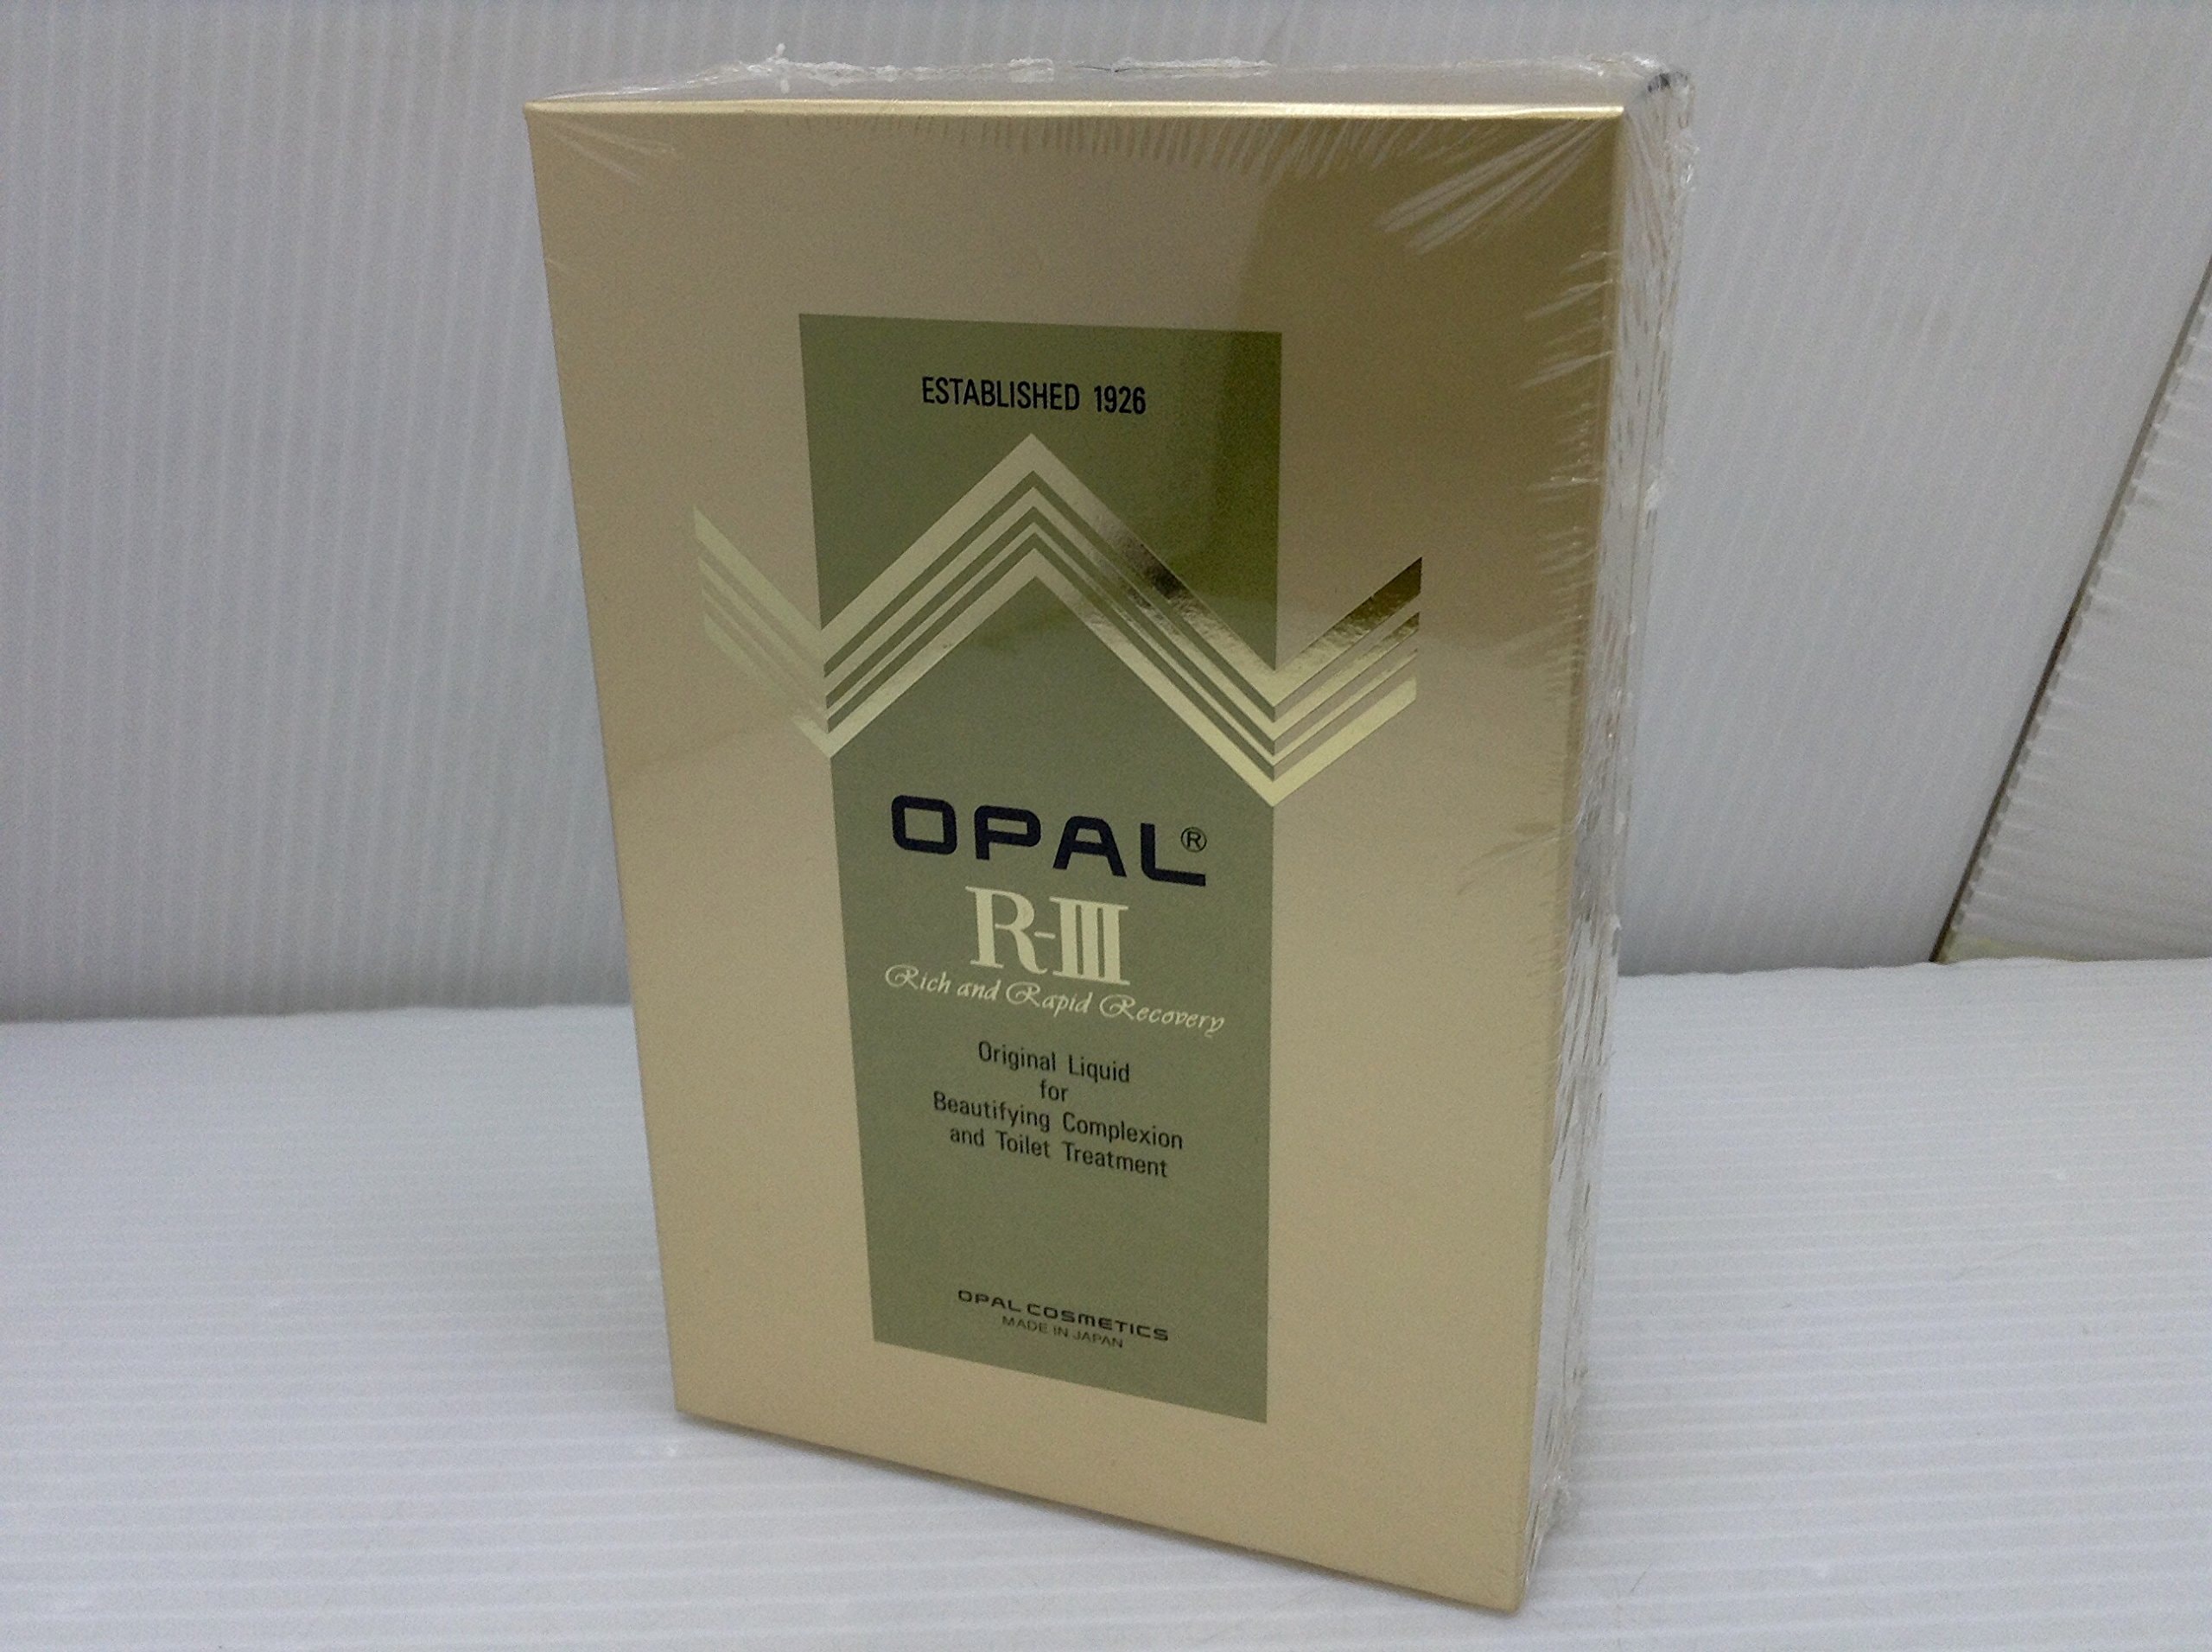 ESTABLISHED 1926
OPAL®
R-III
Rich and Rapid Recovery
Original Liquid
for
Beautifying Complexion
and Toilet Treatment
OPAL COSMETICS
MADE IN JAPAN